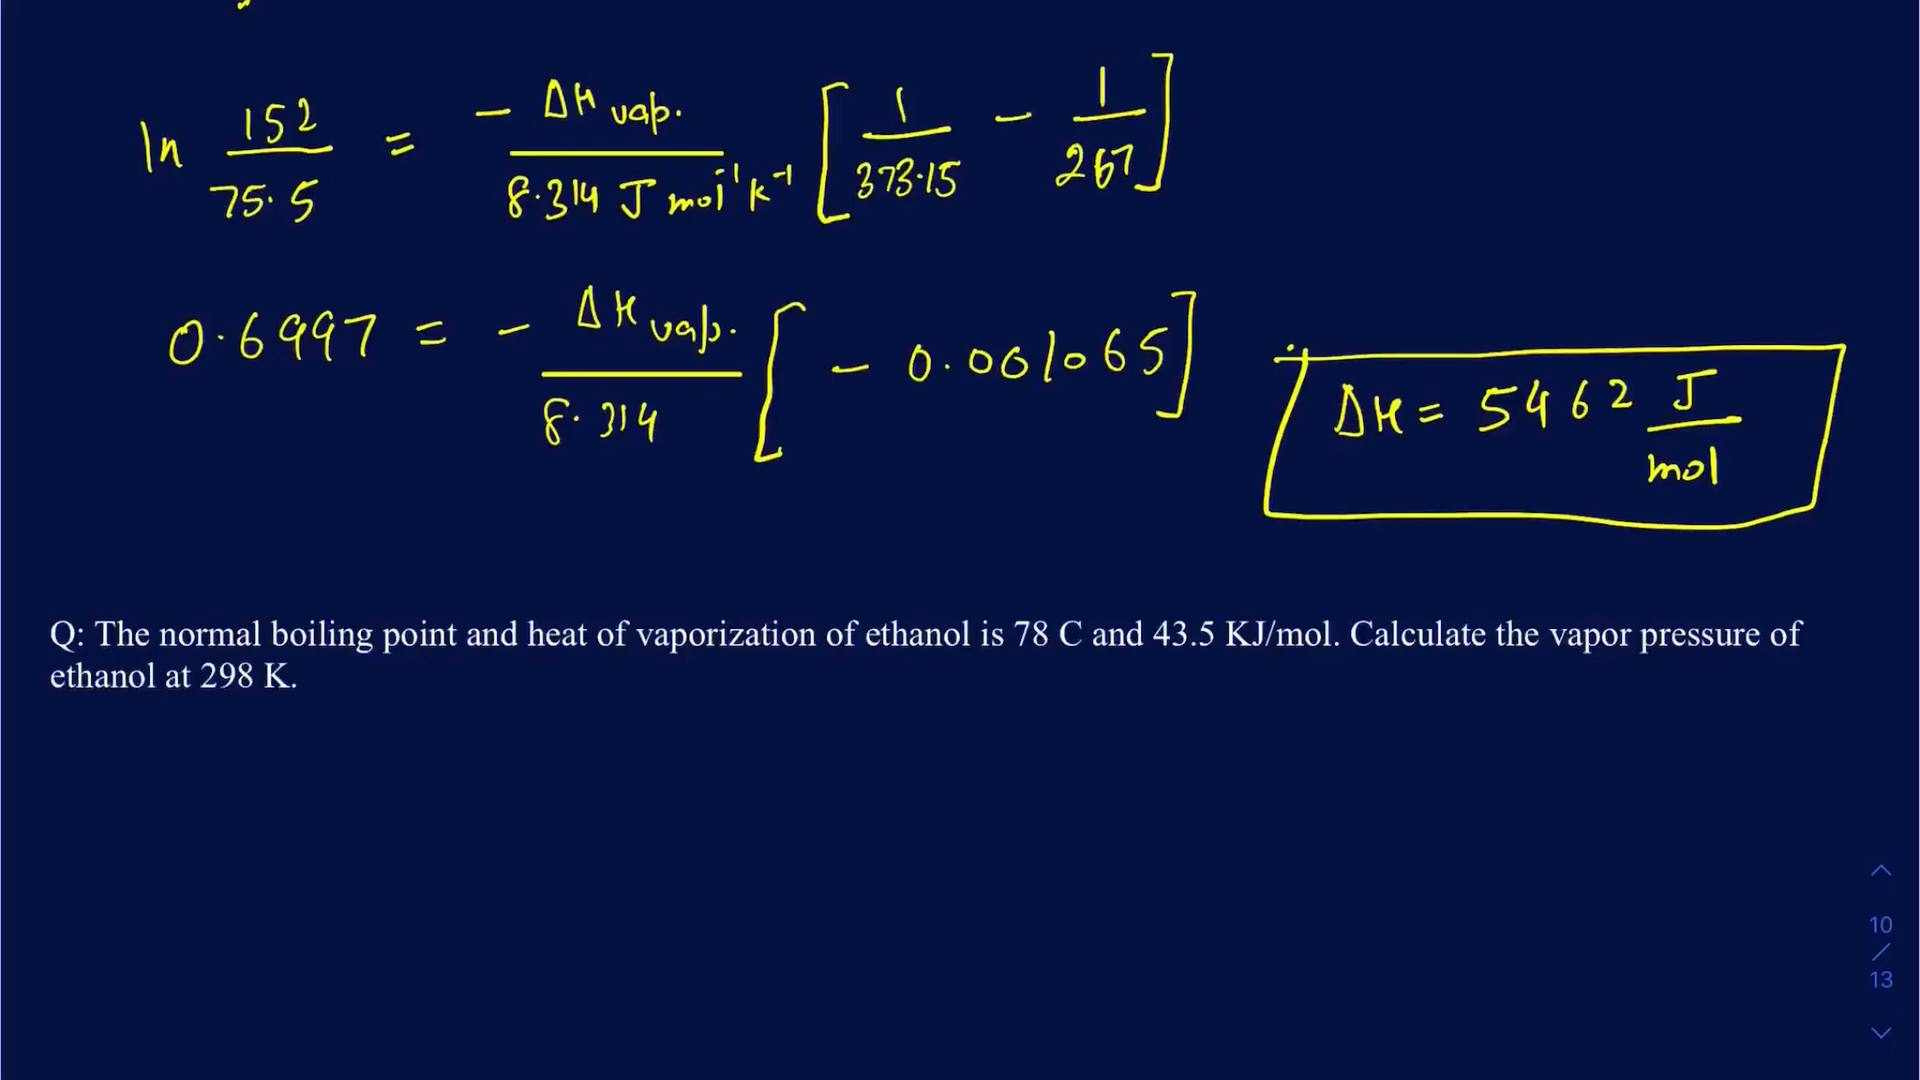 ln 152/75.5 = - ΔH vap. / 8.314 J mol⁻¹ K⁻¹ [ 1/373.15 - 1/267 ]
0.6997 = - ΔH vap. / 8.314 [ - 0.001065 ]
ΔH = 5462 J/mol
Q: The normal boiling point and heat of vaporization of ethanol is 78 C and 43.5 KJ/mol. Calculate the vapor pressure of
ethanol at 298 K.
10
/
13